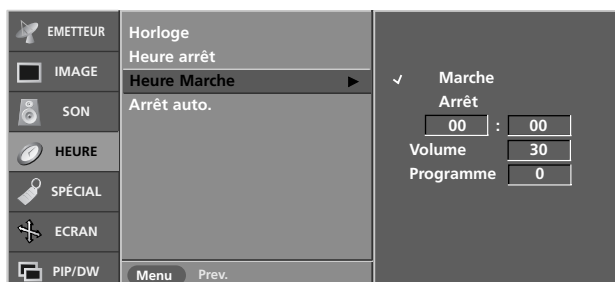 EMETTEUR
IMAGE
SON
HEURE
SPÉCIAL
ECRAN
PIP/DW
Horloge
Heure arrêt
Heure Marche
Arrêt auto.
Menu Prev.
Marche
Arrêt
00 : 00
Volume 30
Programme 0